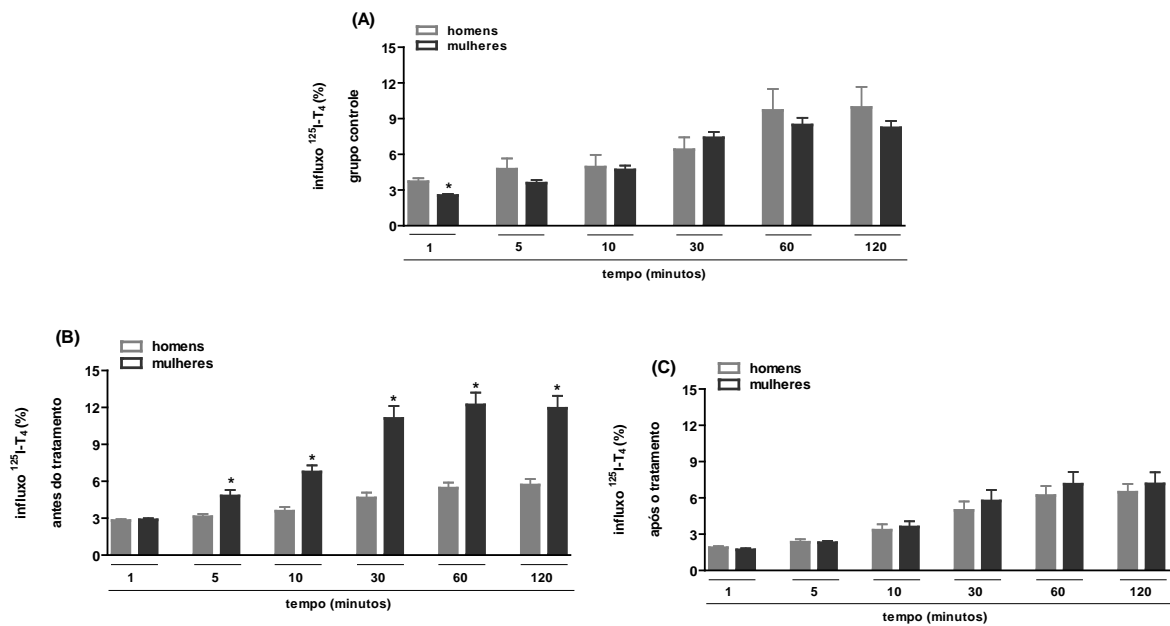 (A)
homens
mulheres
influxo ¹²⁵I-T₄ (%)
grupo controle
15
12
9
6
3
0
*
1 5 10 30 60 120
tempo (minutos)
(B)
homens
mulheres
influxo ¹²⁵I-T₄ (%)
antes do tratamento
15
12
9
6
3
0
* * * * *
1 5 10 30 60 120
tempo (minutos)
(C)
homens
mulheres
influxo ¹²⁵I-T₄ (%)
após o tratamento
15
12
9
6
3
0
1 5 10 30 60 120
tempo (minutos)